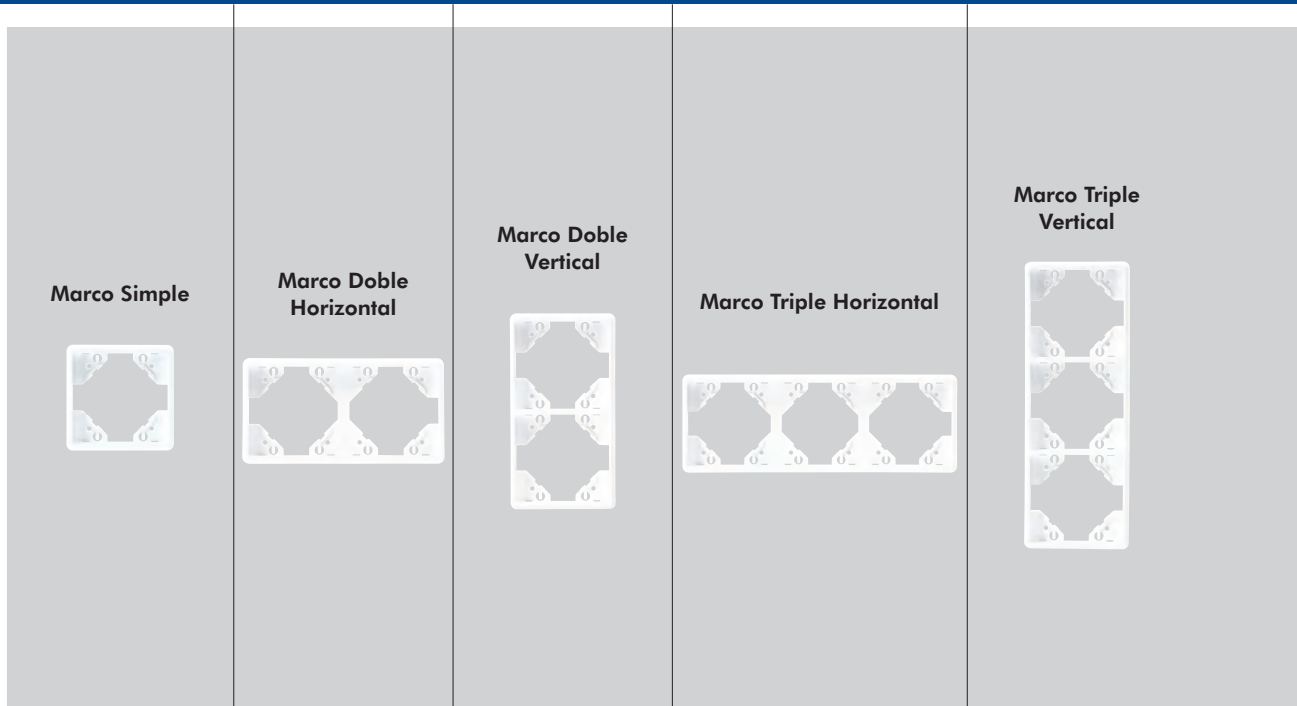 Marco Simple
Marco Doble
Horizontal
Marco Doble
Vertical
Marco Triple Horizontal
Marco Triple
Vertical